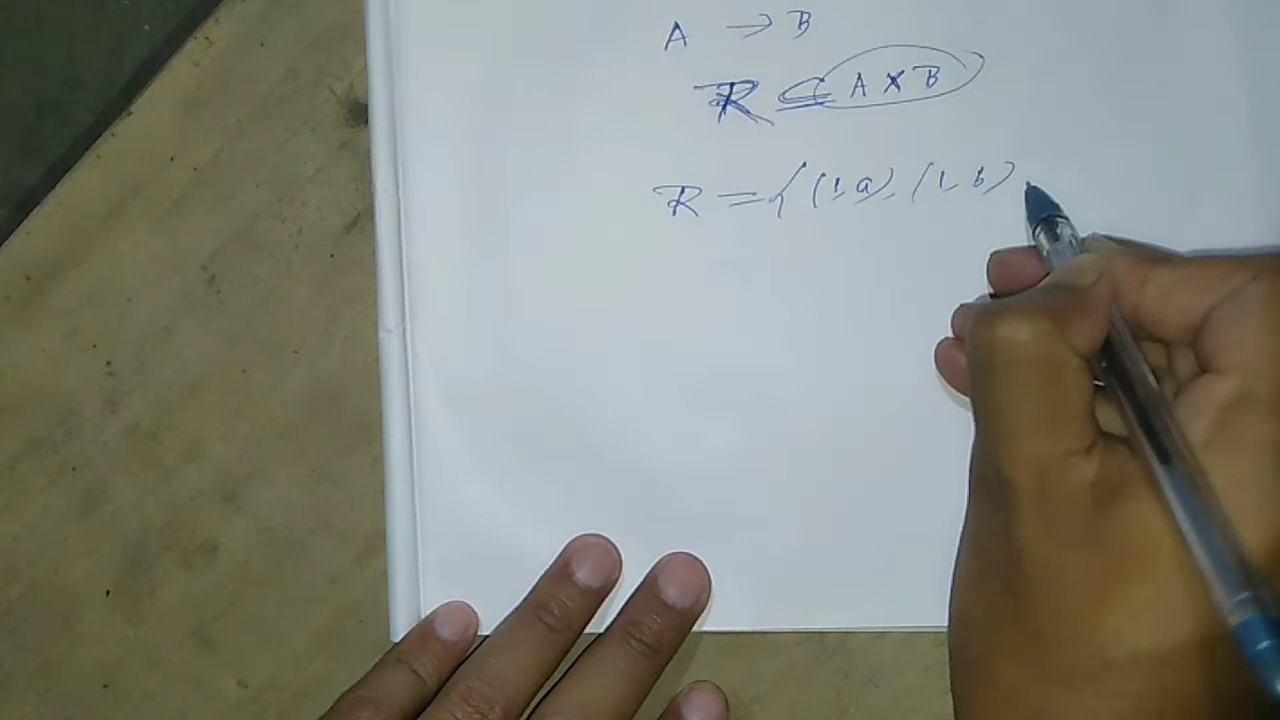 A → B
R ⊆ A × B
R = { (1, a), (1, b)